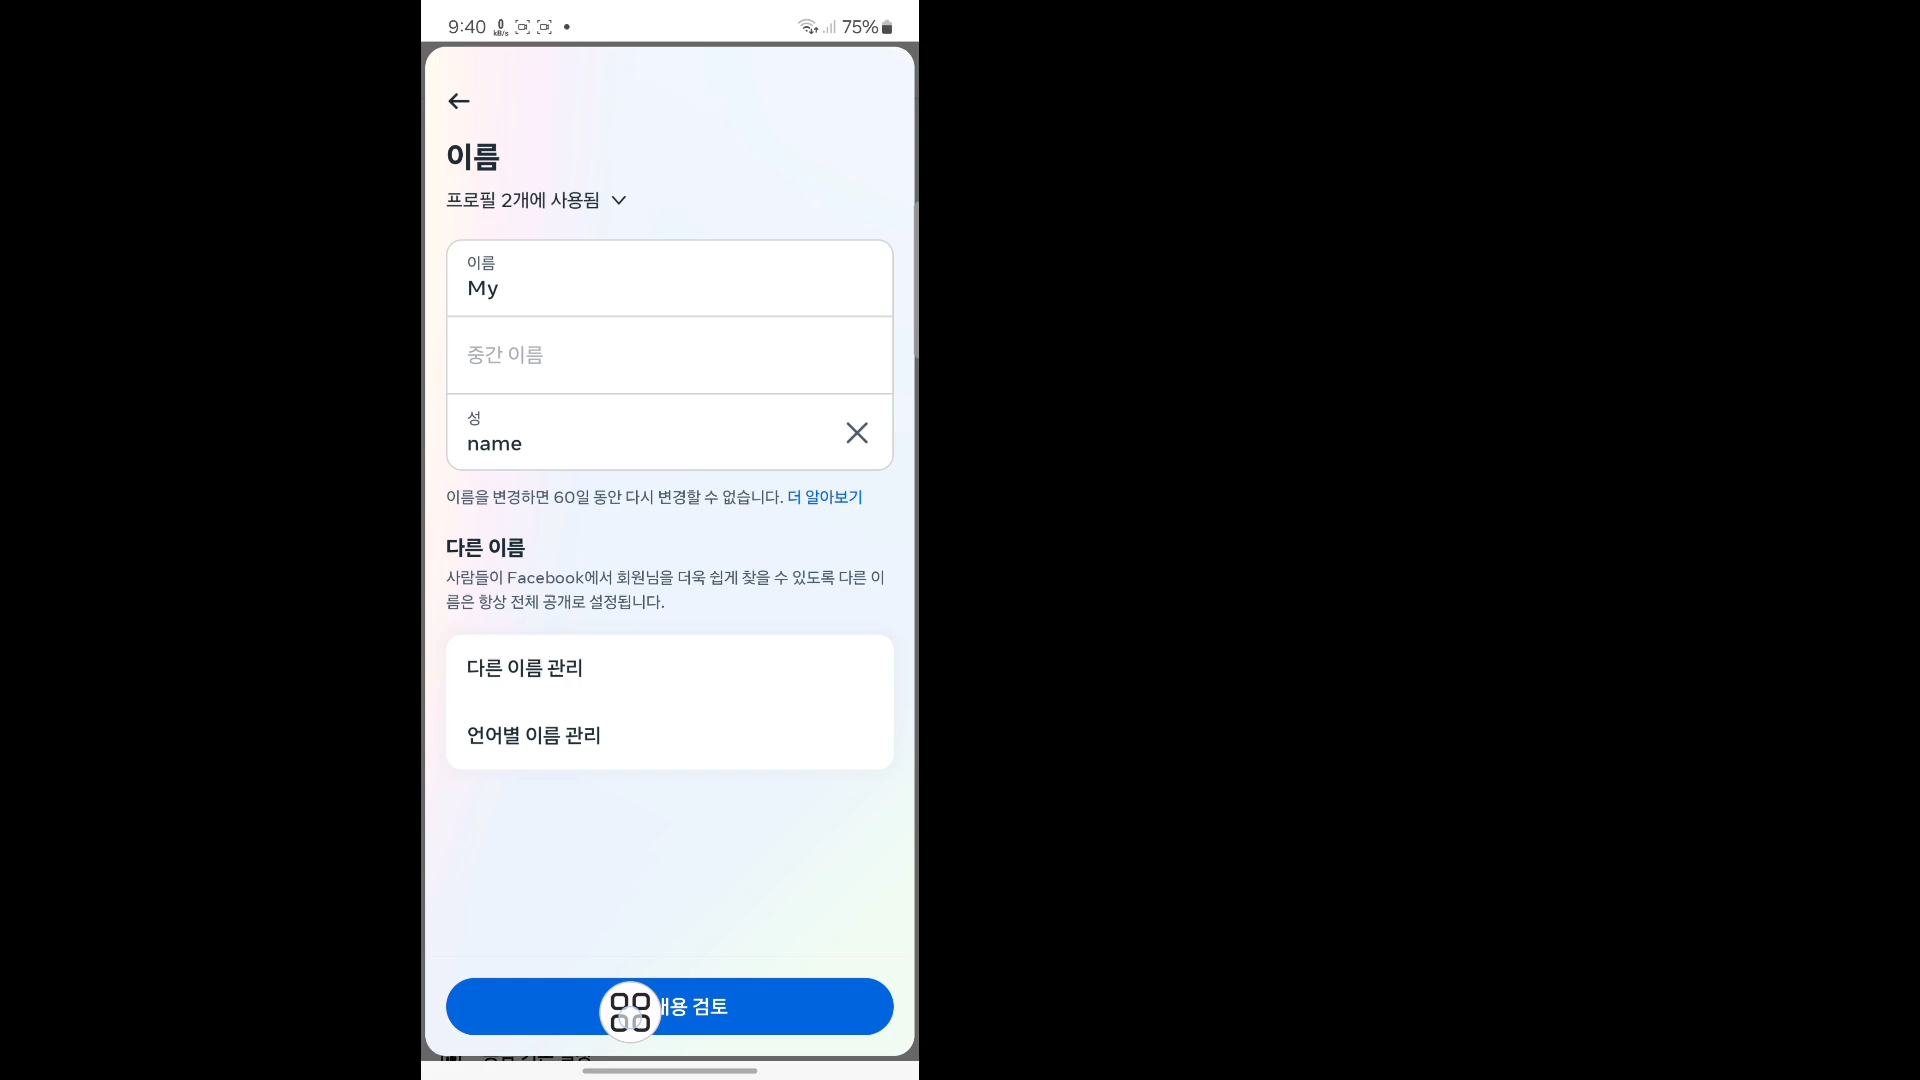 9:40 0 kB/s 75%
이름
프로필 2개에 사용됨
이름
My
중간 이름
성
name
이름을 변경하면 60일 동안 다시 변경할 수 없습니다. 더 알아보기
다른 이름
사람들이 Facebook에서 회원님을 더욱 쉽게 찾을 수 있도록 다른 이
름은 항상 전체 공개로 설정됩니다.
다른 이름 관리
언어별 이름 관리
검토